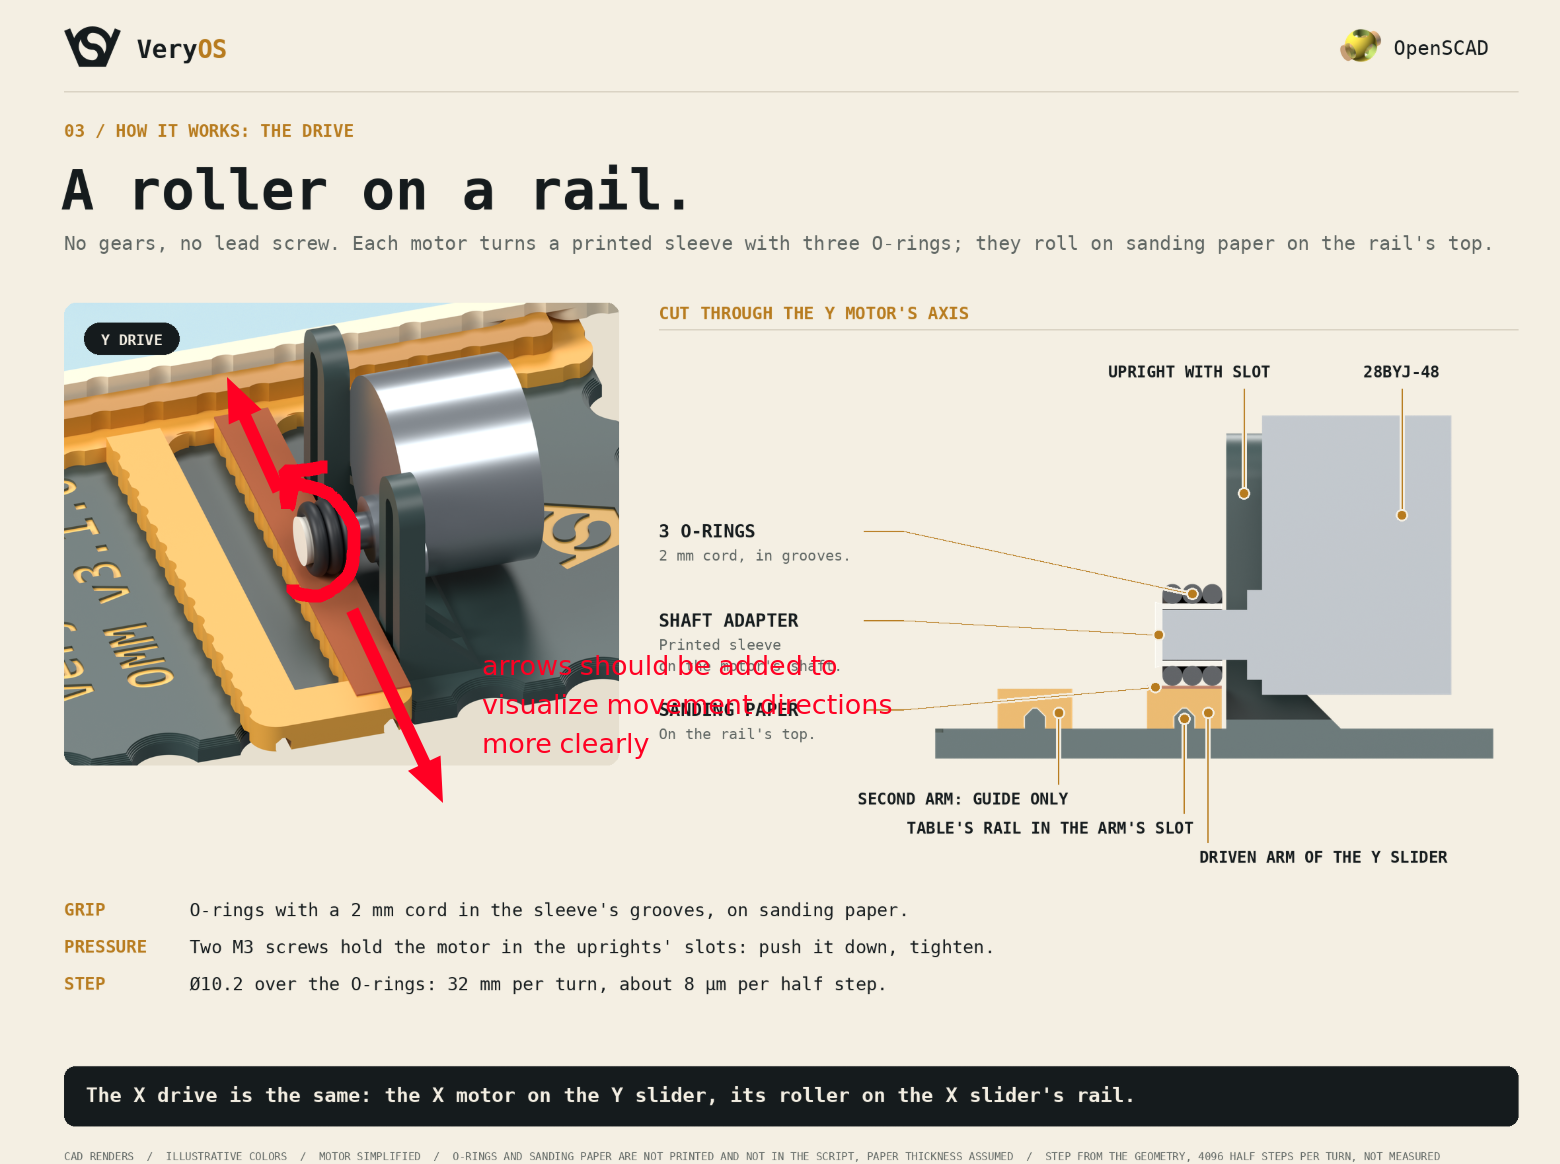 VeryOS
OpenSCAD
03 / HOW IT WORKS: THE DRIVE
A roller on a rail.
No gears, no lead screw. Each motor turns a printed sleeve with three O-rings; they roll on sanding paper on the rail's top.
Y DRIVE
CUT THROUGH THE Y MOTOR'S AXIS
UPRIGHT WITH SLOT
28BYJ-48
3 O-RINGS
2 mm cord, in grooves.
SHAFT ADAPTER
Printed sleeve
on the motor's shaft.
SANDING PAPER
On the rail's top.
arrows should be added to
visualize movement directions
more clearly
SECOND ARM: GUIDE ONLY
TABLE'S RAIL IN THE ARM'S SLOT
DRIVEN ARM OF THE Y SLIDER
GRIP O-rings with a 2 mm cord in the sleeve's grooves, on sanding paper.
PRESSURE Two M3 screws hold the motor in the uprights' slots: push it down, tighten.
STEP Ø10.2 over the O-rings: 32 mm per turn, about 8 µm per half step.
The X drive is the same: the X motor on the Y slider, its roller on the X slider's rail.
CAD RENDERS / ILLUSTRATIVE COLORS / MOTOR SIMPLIFIED / O-RINGS AND SANDING PAPER ARE NOT PRINTED AND NOT IN THE SCRIPT, PAPER THICKNESS ASSUMED / STEP FROM THE GEOMETRY, 4096 HALF STEPS PER TURN, NOT MEASURED